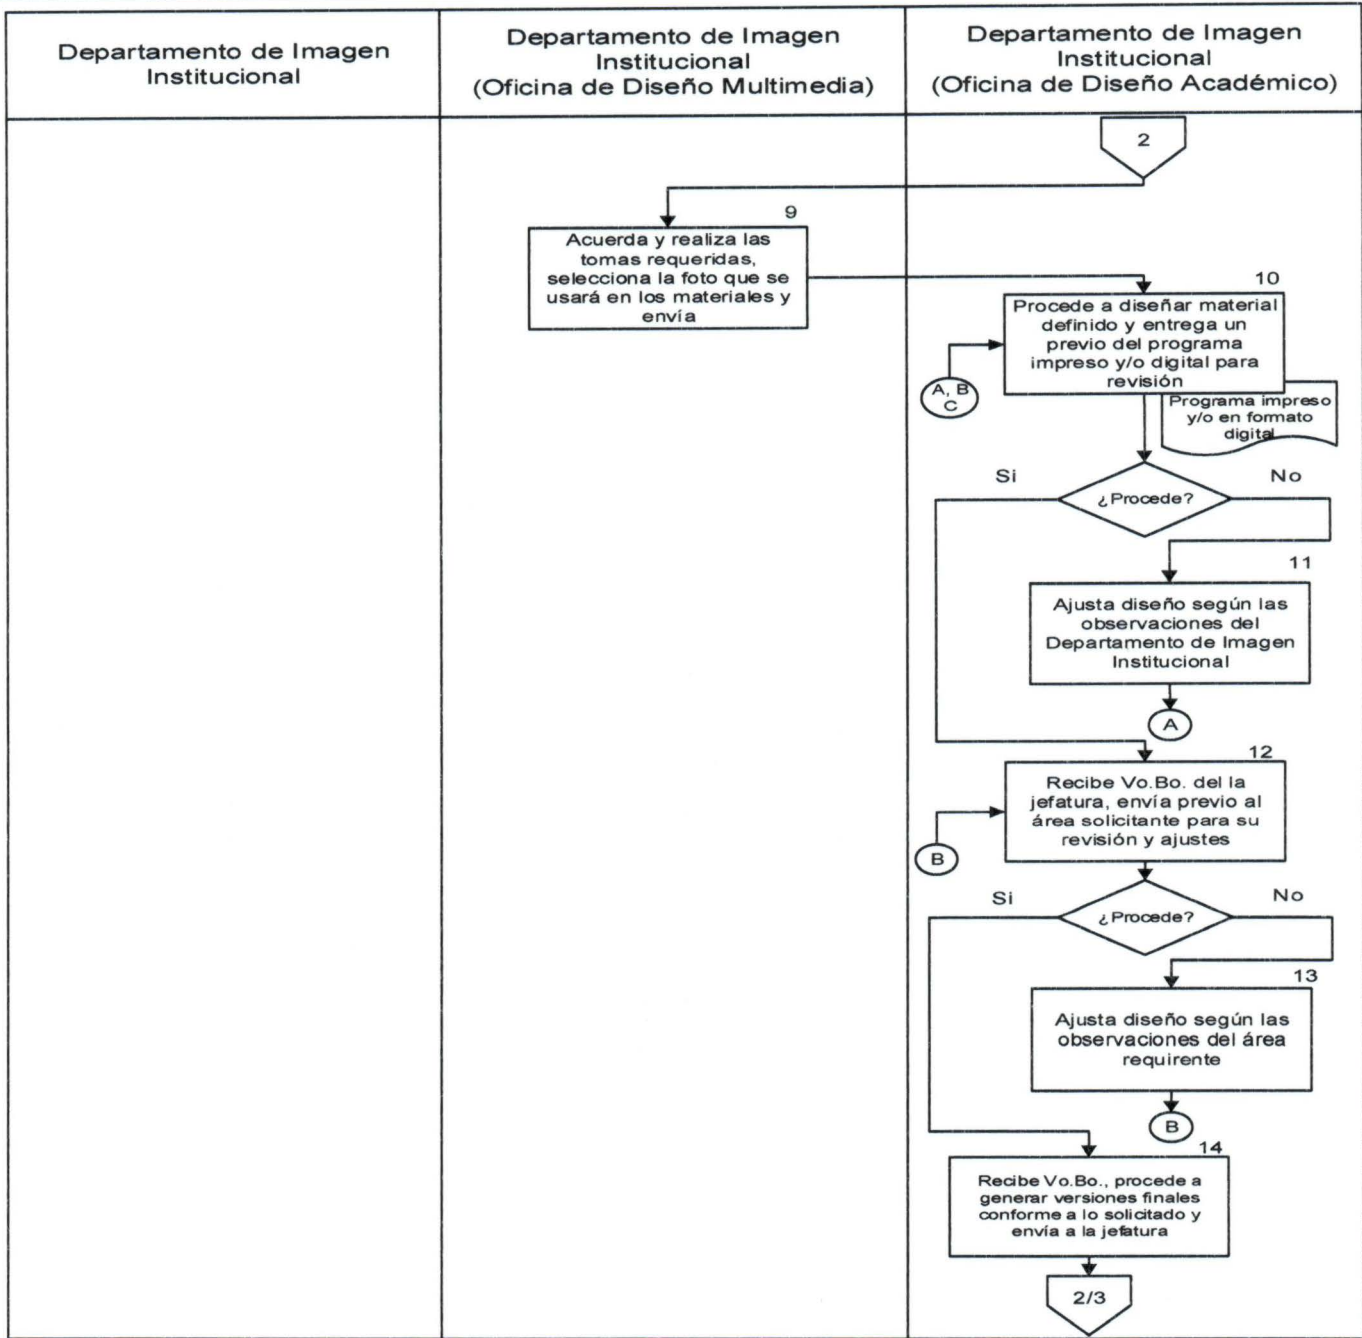 Departamento de Imagen
Institucional
Departamento de Imagen
Institucional
(Oficina de Diseño Multimedia)
Departamento de Imagen
Institucional
(Oficina de Diseño Académico)
2
9
Acuerda y realiza las
tomas requeridas,
selecciona la foto que se
usará en los materiales y
envía
10
Procede a diseñar material
definido y entrega un
previo del programa
impreso y/o digital para
revisión
A, B
C
Programa impreso
y/o en formato
digital
Si
¿Procede?
No
11
Ajusta diseño según las
observaciones del
Departamento de Imagen
Institucional
A
12
Recibe Vo.Bo. del la
jefatura, envía previo al
área solicitante para su
revisión y ajustes
B
Si
¿Procede?
No
13
Ajusta diseño según las
observaciones del área
requirente
B
14
Recibe Vo.Bo., procede a
generar versiones finales
conforme a lo solicitado y
envía a la jefatura
2/3